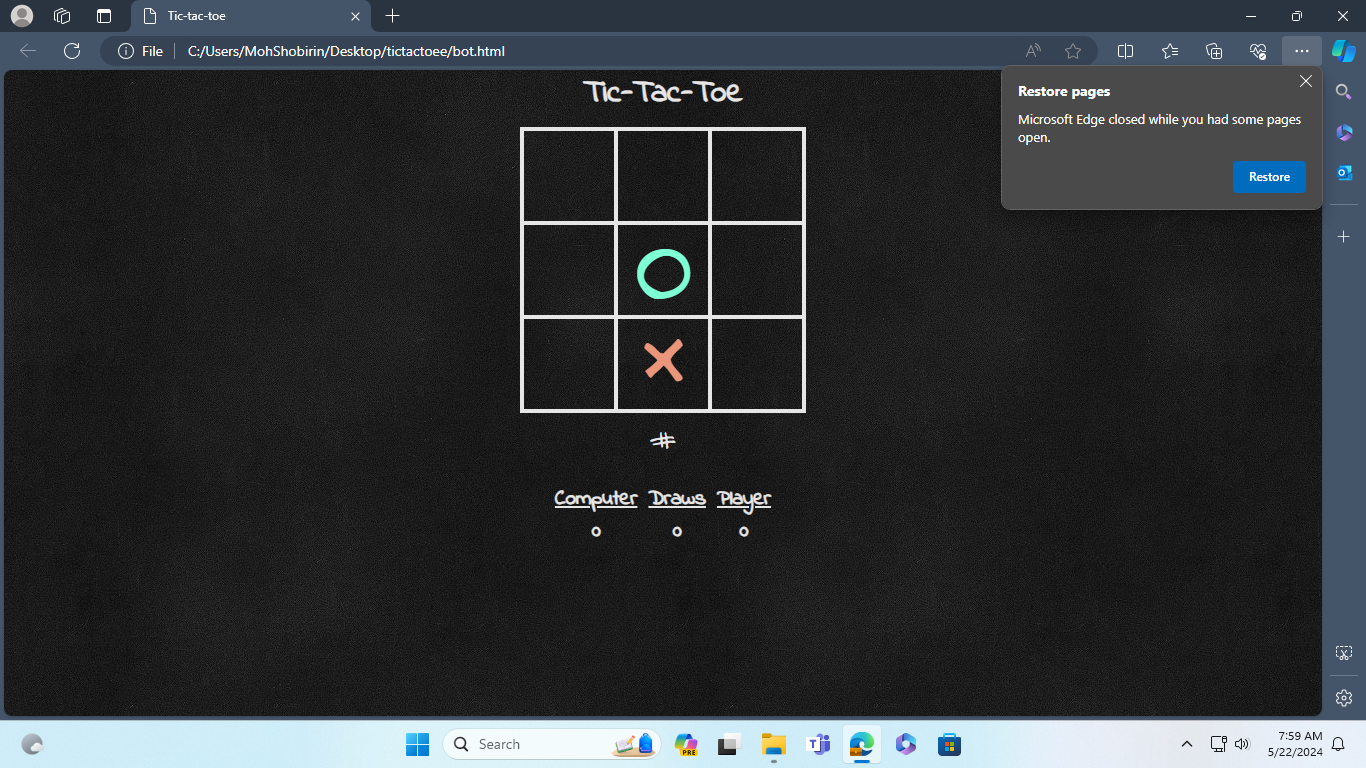 Tic-tac-toe
File
C:/Users/MohShobirin/Desktop/tictactoee/bot.html
Tic-Tac-Toe
Restore pages
Microsoft Edge closed while you had some pages
open.
Restore
O
X
#
Computer Draws Player
0 0 0
Search
PRE
7:59 AM
5/22/2024